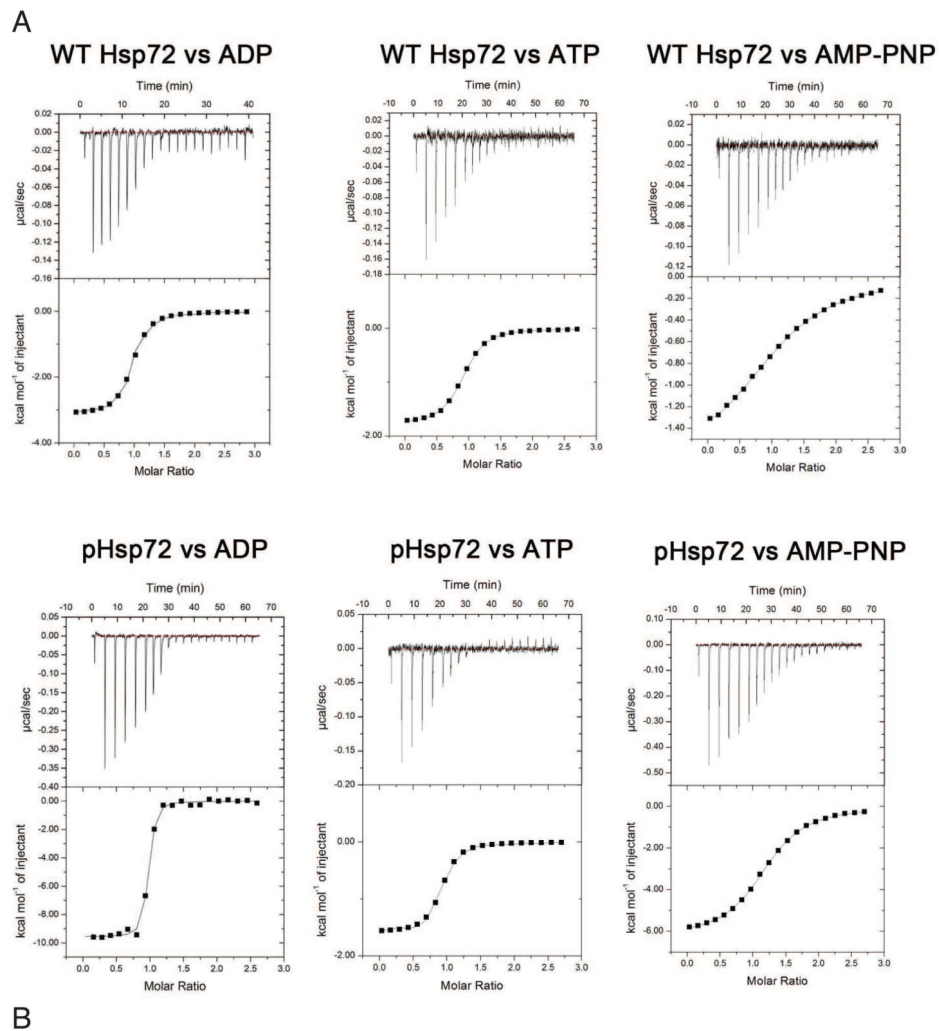 A
WT Hsp72 vs ADP
Time (min)
0 10 20 30 40
0.02
0.00
-0.02
-0.04
-0.06
-0.08
-0.10
-0.12
-0.14
-0.16
µcal/sec
0.00
-2.00
-4.00
kcal mol⁻¹ of injectant
0.0 0.5 1.0 1.5 2.0 2.5 3.0
Molar Ratio
WT Hsp72 vs ATP
Time (min)
-10 0 10 20 30 40 50 60 70
0.02
0.00
-0.02
-0.04
-0.06
-0.08
-0.10
-0.12
-0.14
-0.16
-0.18
µcal/sec
0.00
-2.00
kcal mol⁻¹ of injectant
0.0 0.5 1.0 1.5 2.0 2.5 3.0
Molar Ratio
WT Hsp72 vs AMP-PNP
Time (min)
-10 0 10 20 30 40 50 60 70
0.02
0.00
-0.02
-0.04
-0.06
-0.08
-0.10
-0.12
µcal/sec
0.00
-0.20
-0.40
-0.60
-0.80
-1.00
-1.20
-1.40
kcal mol⁻¹ of injectant
0.0 0.5 1.0 1.5 2.0 2.5 3.0
Molar Ratio
pHsp72 vs ADP
Time (min)
-10 0 10 20 30 40 50 60 70
0.05
0.00
-0.05
-0.10
-0.15
-0.20
-0.25
-0.30
-0.35
-0.40
µcal/sec
0.00
-2.00
-4.00
-6.00
-8.00
-10.00
kcal mol⁻¹ of injectant
0.0 0.5 1.0 1.5 2.0 2.5 3.0
Molar Ratio
pHsp72 vs ATP
Time (min)
-10 0 10 20 30 40 50 60 70
0.05
0.00
-0.05
-0.10
-0.15
-0.20
µcal/sec
0.00
-2.00
kcal mol⁻¹ of injectant
0.0 0.5 1.0 1.5 2.0 2.5 3.0
Molar Ratio
pHsp72 vs AMP-PNP
Time (min)
-10 0 10 20 30 40 50 60 70
0.10
0.00
-0.10
-0.20
-0.30
-0.40
-0.50
µcal/sec
0.00
-2.00
-4.00
-6.00
kcal mol⁻¹ of injectant
0.0 0.5 1.0 1.5 2.0 2.5 3.0
Molar Ratio
B